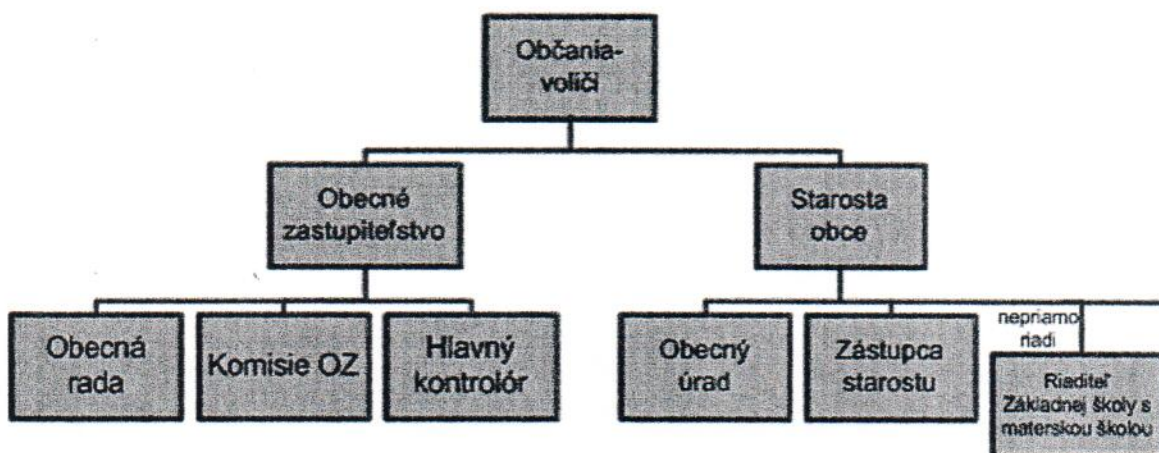 Občania-
voliči
Obecné
zastupiteľstvo
Starosta
obce
Obecná
rada
Komisie OZ
Hlavný
kontrolór
Obecný
úrad
Zástupca
starostu
nepriamo
riadi
Riaditeľ
Základnej školy s
materskou školou